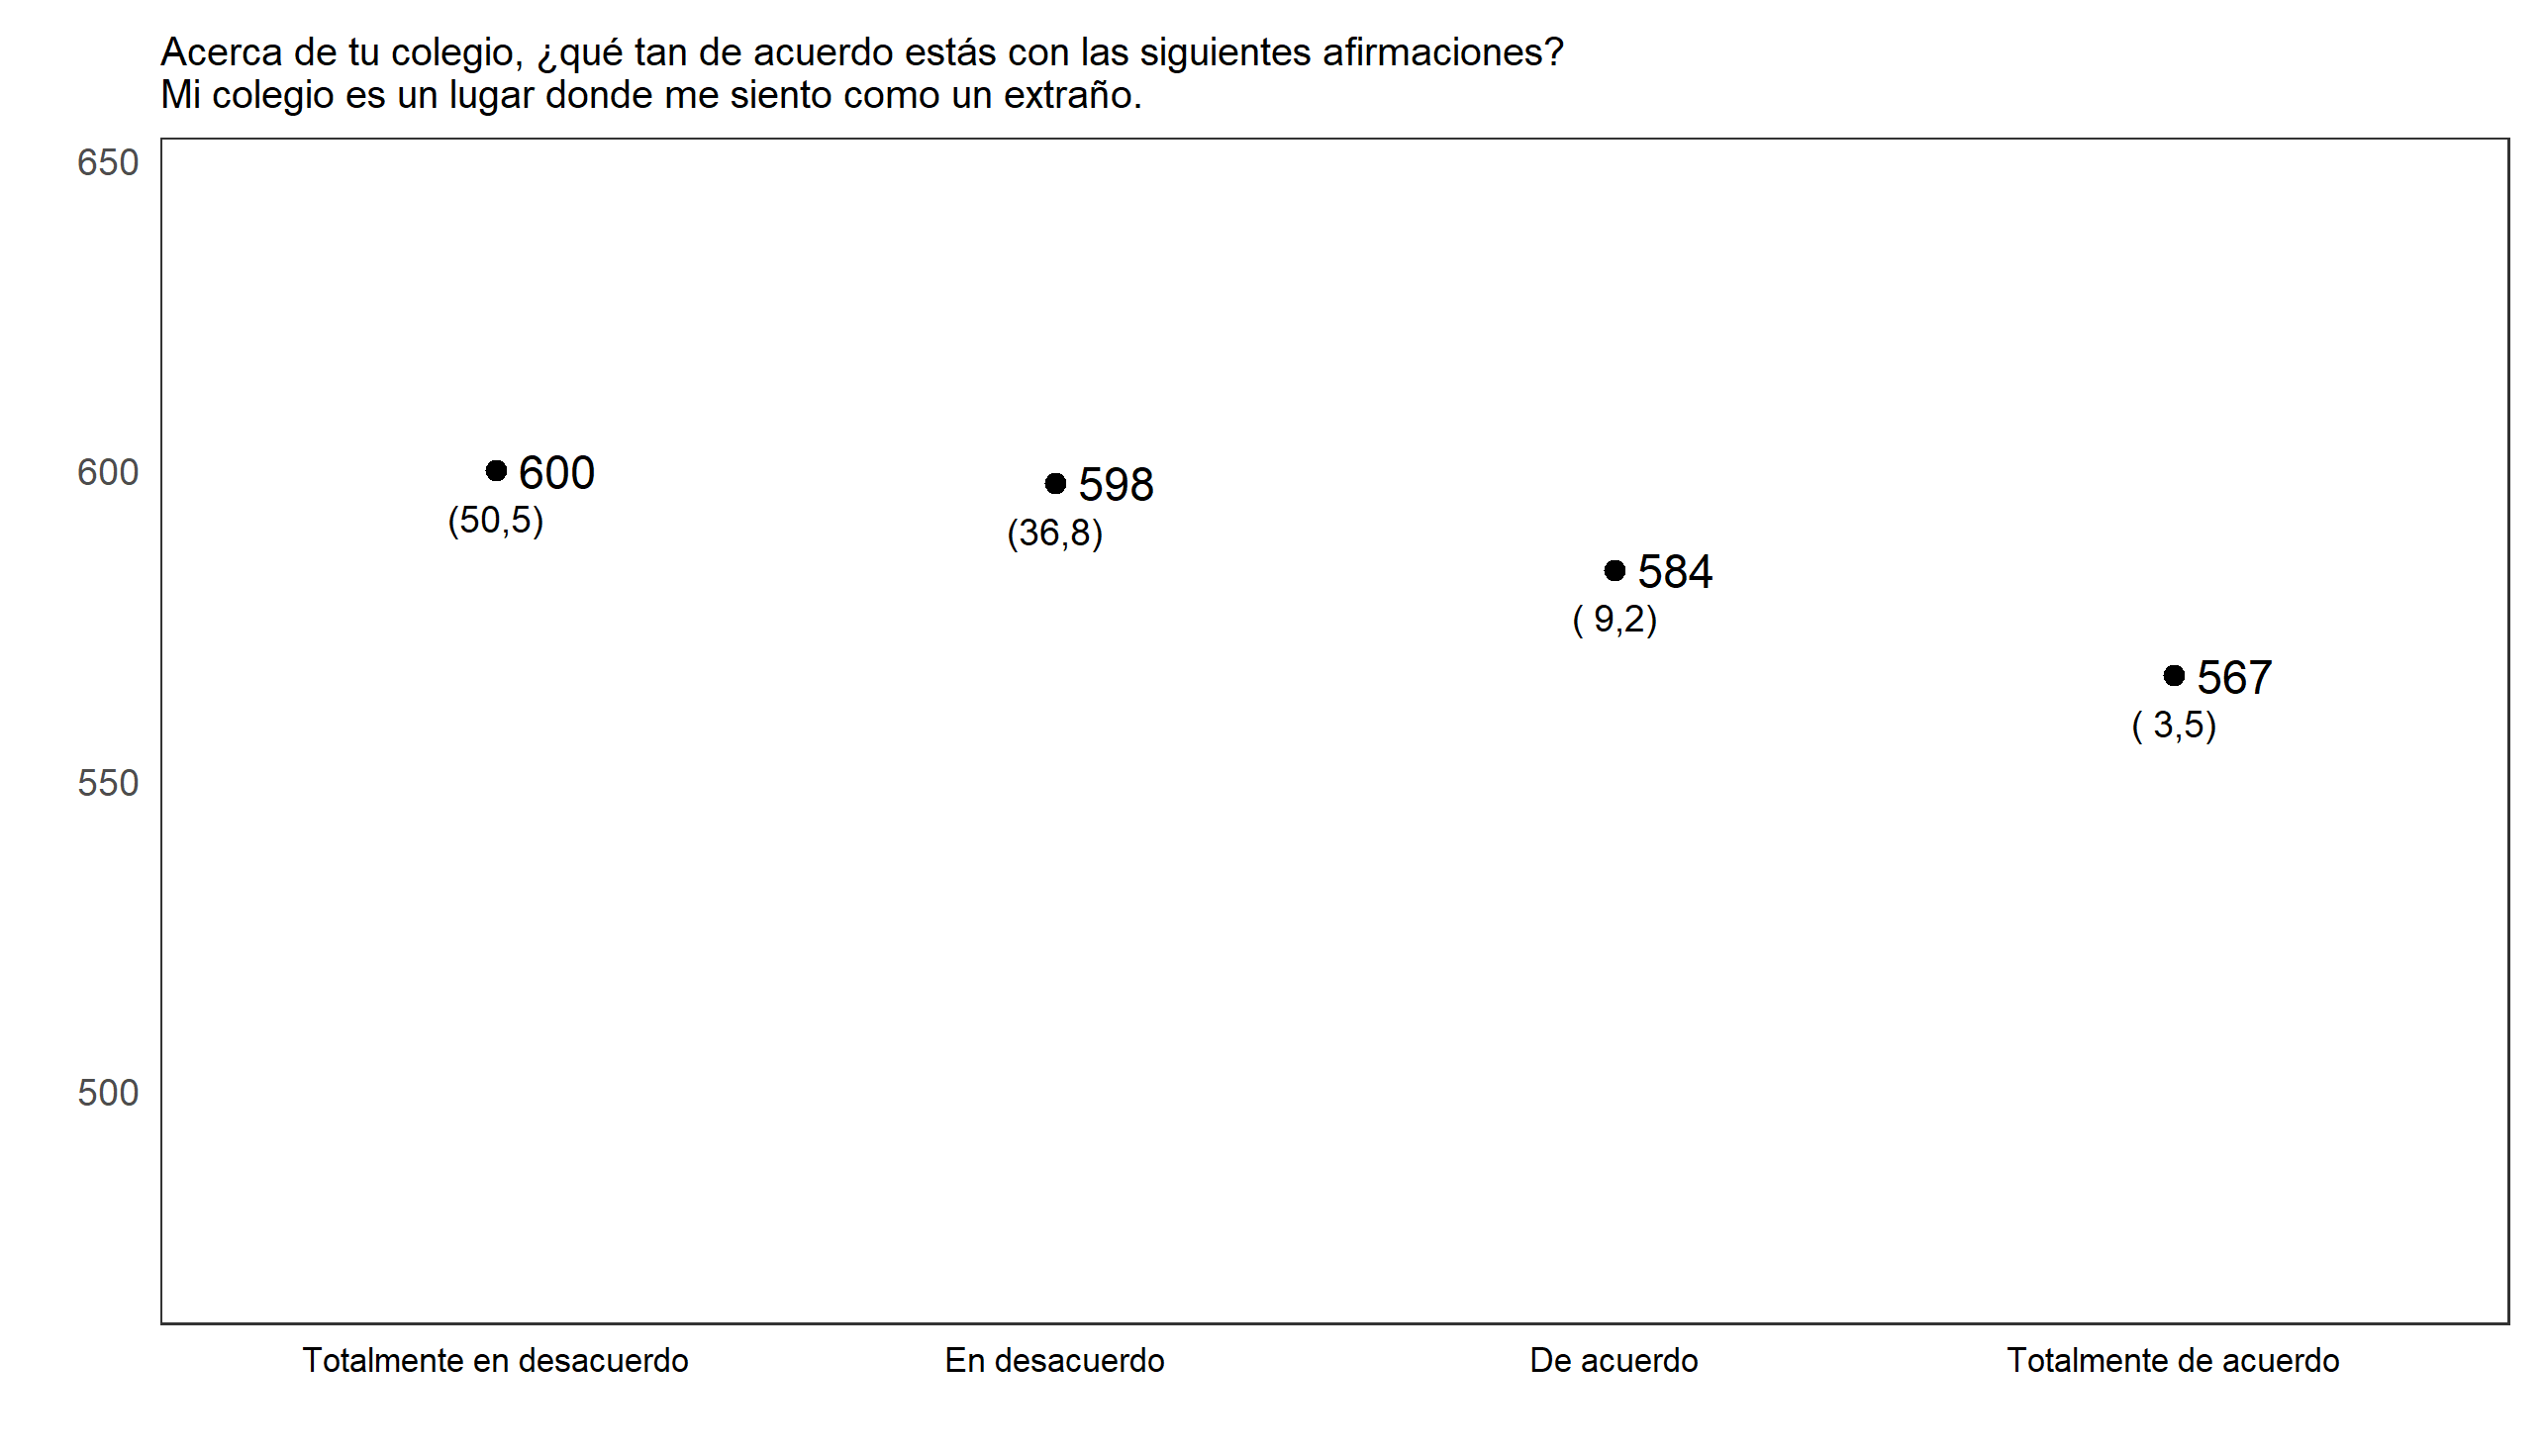 Acerca de tu colegio, ¿qué tan de acuerdo estás con las siguientes afirmaciones?
Mi colegio es un lugar donde me siento como un extraño.
650
600
550
500
600
(50,5)
598
(36,8)
584
( 9,2)
567
( 3,5)
Totalmente en desacuerdo
En desacuerdo
De acuerdo
Totalmente de acuerdo